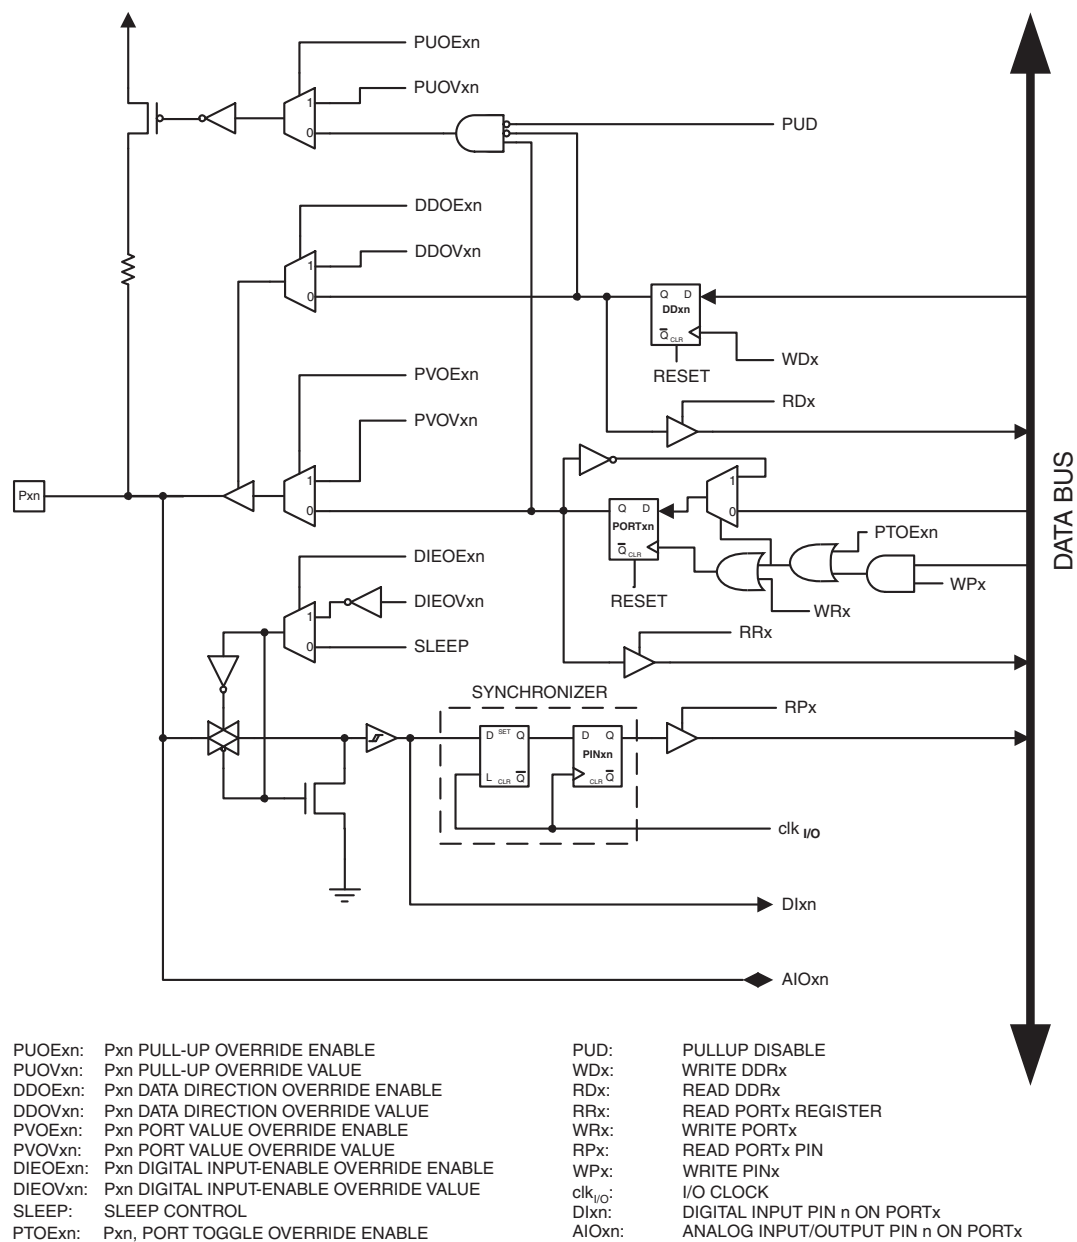 PUOExn
PUOVxn
1
0
PUD
DDOExn
DDOVxn
1
0
Q D
DDxn
Q CLR
WDx
RESET
PVOExn
RDx
PVOVxn
DATA BUS
1
1
Pxn
0
Q D
0
PORTxn
PTOExn
Q CLR
DIEOExn
WPx
RESET
DIEOVxn
WRx
1
RRx
0
SLEEP
SYNCHRONIZER
RPx
D SET Q
D Q
PINxn
L CLR Q
CLR Q
clk I/O
DIxn
AIOxn
PUOExn: Pxn PULL-UP OVERRIDE ENABLE
PUOVxn: Pxn PULL-UP OVERRIDE VALUE
DDOExn: Pxn DATA DIRECTION OVERRIDE ENABLE
DDOVxn: Pxn DATA DIRECTION OVERRIDE VALUE
PVOExn: Pxn PORT VALUE OVERRIDE ENABLE
PVOVxn: Pxn PORT VALUE OVERRIDE VALUE
DIEOExn: Pxn DIGITAL INPUT-ENABLE OVERRIDE ENABLE
DIEOVxn: Pxn DIGITAL INPUT-ENABLE OVERRIDE VALUE
SLEEP: SLEEP CONTROL
PTOExn: Pxn, PORT TOGGLE OVERRIDE ENABLE
PUD: PULLUP DISABLE
WDx: WRITE DDRx
RDx: READ DDRx
RRx: READ PORTx REGISTER
WRx: WRITE PORTx
RPx: READ PORTx PIN
WPx: WRITE PINx
clkI/O: I/O CLOCK
DIxn: DIGITAL INPUT PIN n ON PORTx
AIOxn: ANALOG INPUT/OUTPUT PIN n ON PORTx